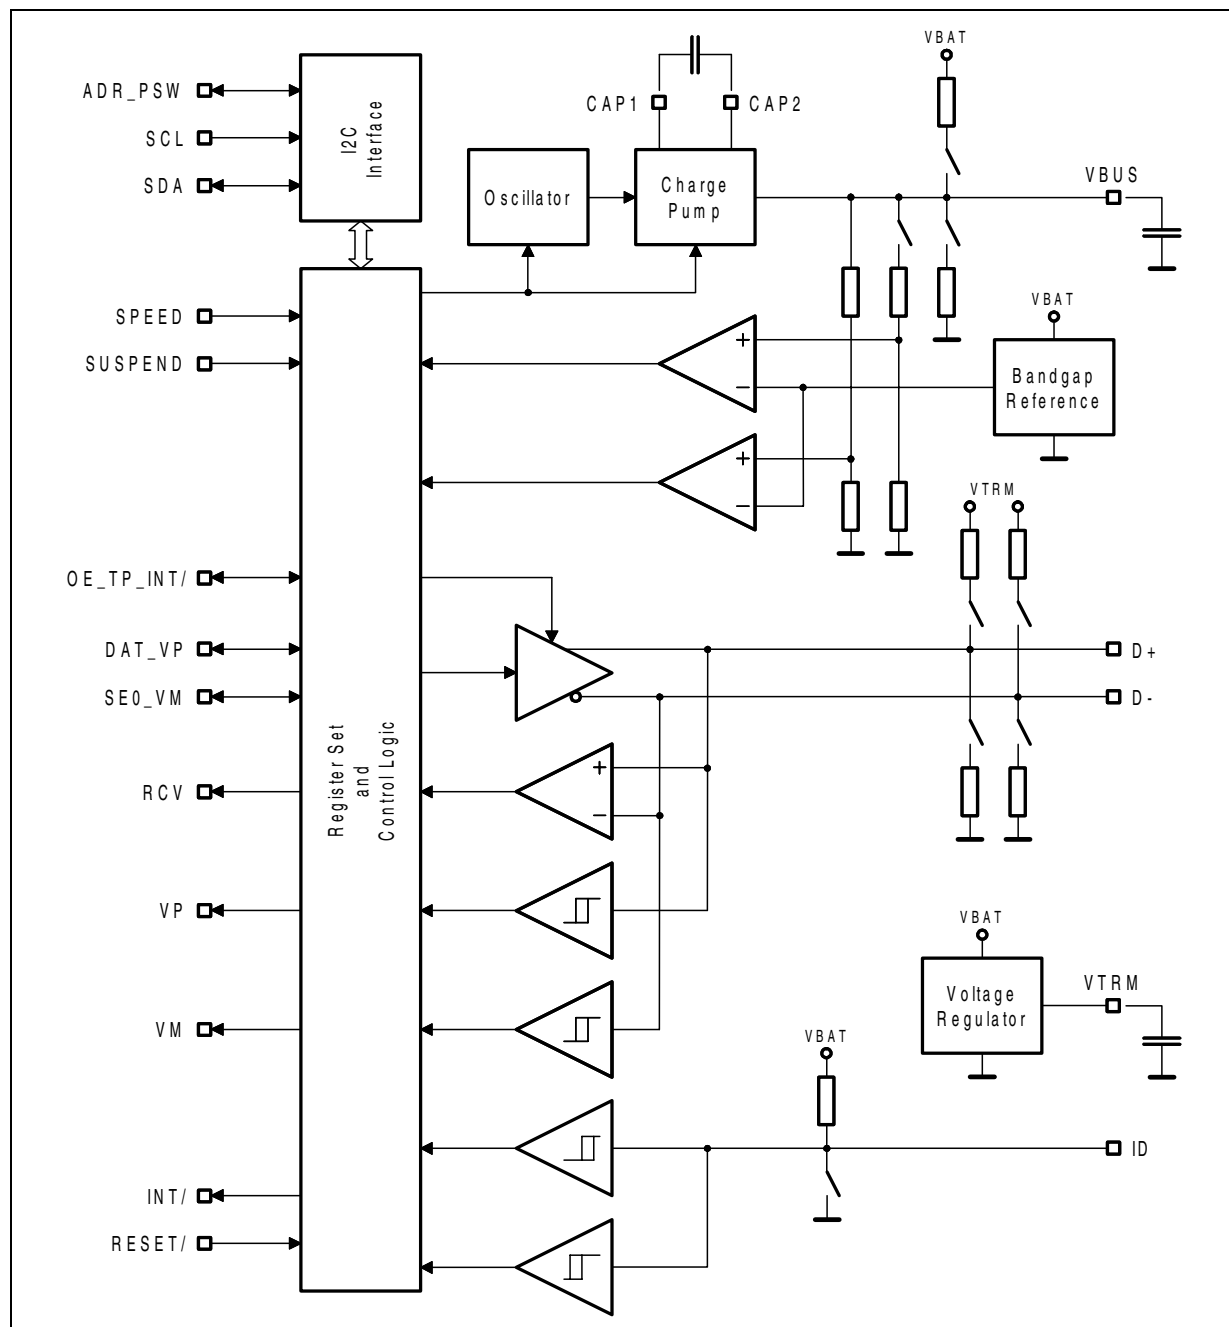 VBAT
ADR_PSW
SCL
SDA
I2C
Interface
CAP1
CAP2
Oscillator
Charge
Pump
VBUS
SPEED
SUSPEND
VBAT
Bandgap
Reference
VTRM
OE_TP_INT/
DAT_VP
SE0_VM
D+
D-
Register Set
and
Control Logic
+
−
+
−
+
−
RCV
VP
VM
VBAT
Voltage
Regulator
VTRM
VBAT
ID
INT/
RESET/